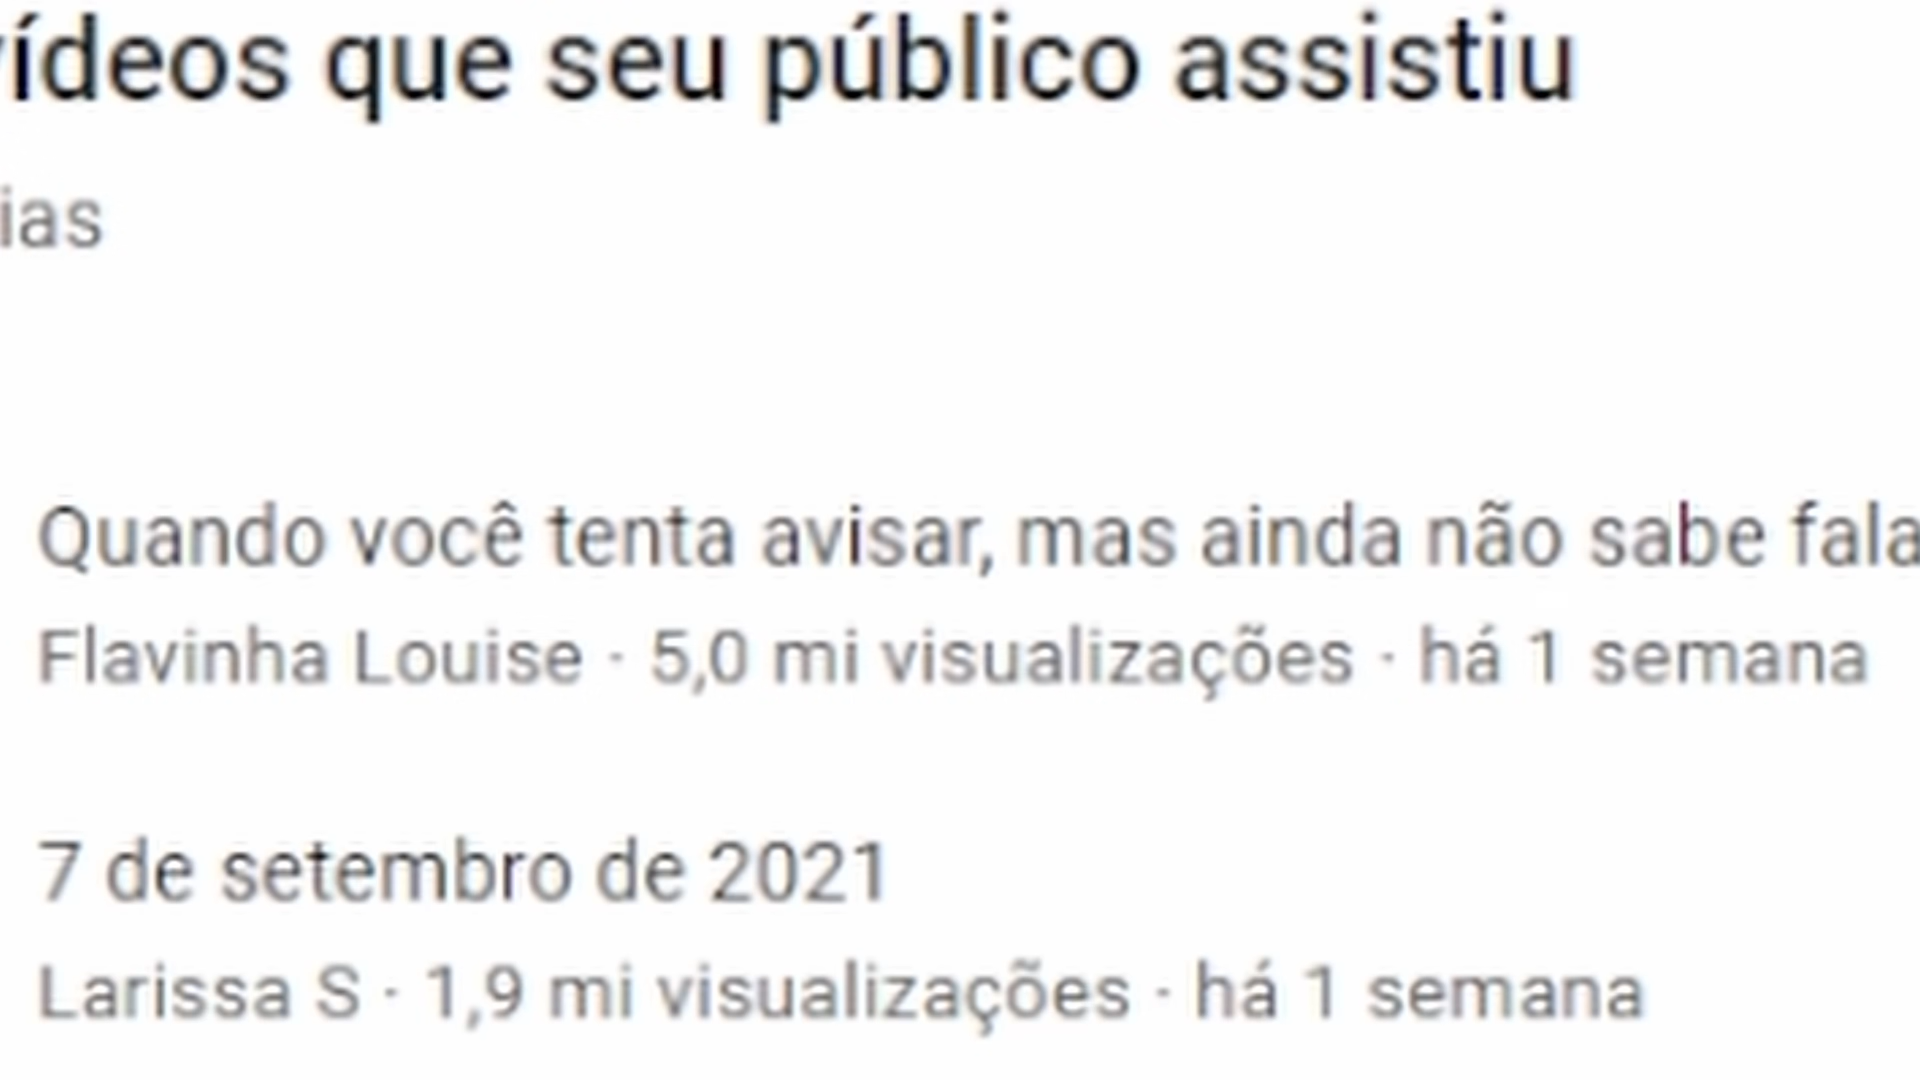 vídeos que seu público assistiu
ias
Quando você tenta avisar, mas ainda não sabe fala
Flavinha Louise · 5,0 mi visualizações · há 1 semana
7 de setembro de 2021
Larissa S · 1,9 mi visualizações · há 1 semana